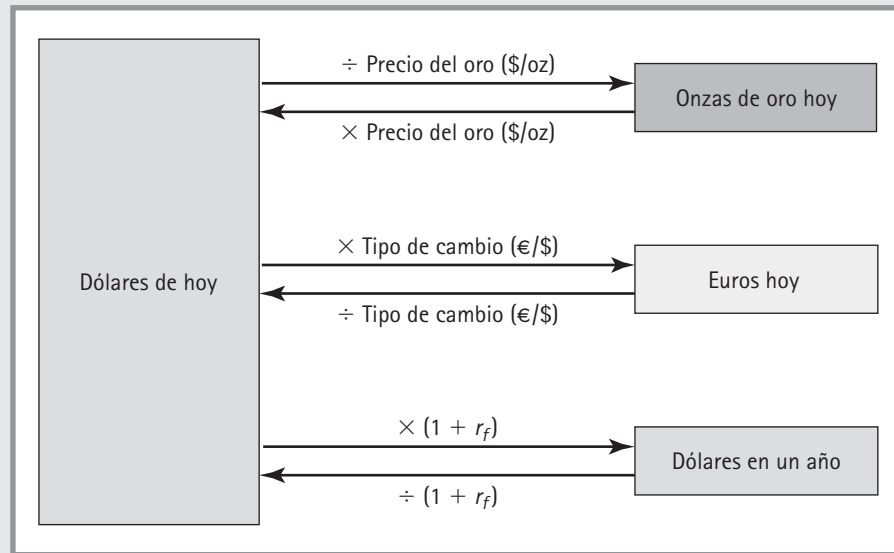 Dólares de hoy
÷ Precio del oro ($/oz)
× Precio del oro ($/oz)
Onzas de oro hoy
× Tipo de cambio (€/$)
÷ Tipo de cambio (€/$)
Euros hoy
× (1 + r_f)
÷ (1 + r_f)
Dólares en un año